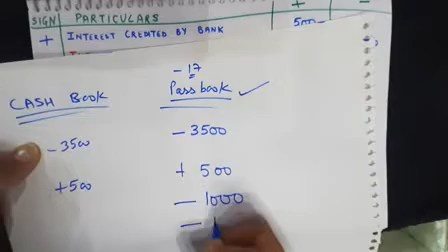 SIGN PARTICULARS + −
+ INTEREST CREDITED BY BANK 500
− 17
CASH BOOK Pass book ✓
− 3500 − 3500
+ 500 + 500
− 1000
−